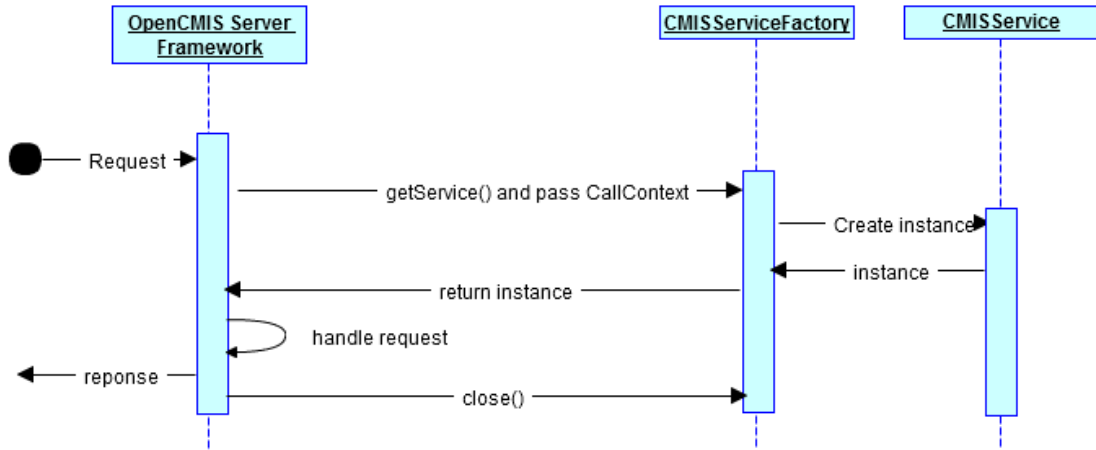 OpenCMIS Server
Framework
CMISServiceFactory
CMISService
Request
getService() and pass CallContext
Create instance
instance
return instance
handle request
reponse
close()